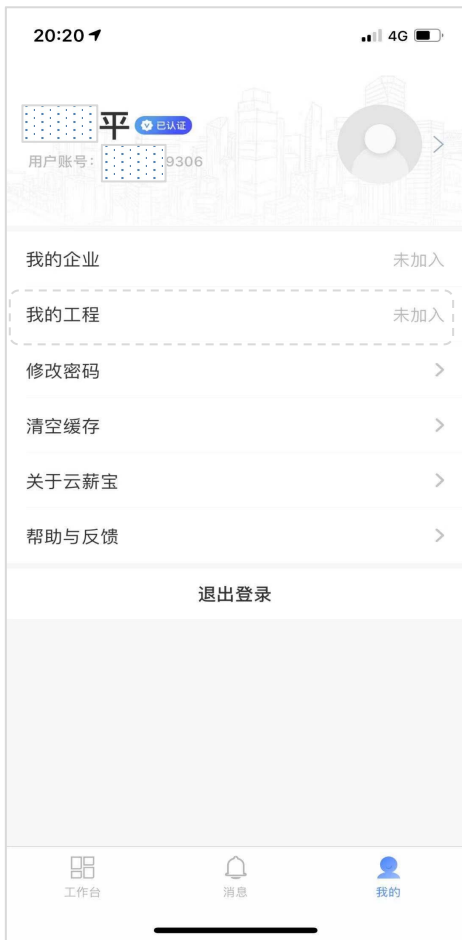 20:20
4G
平 已认证
用户账号： 9306
我的企业 未加入
我的工程 未加入
修改密码
清空缓存
关于云薪宝
帮助与反馈
退出登录
工作台 消息 我的